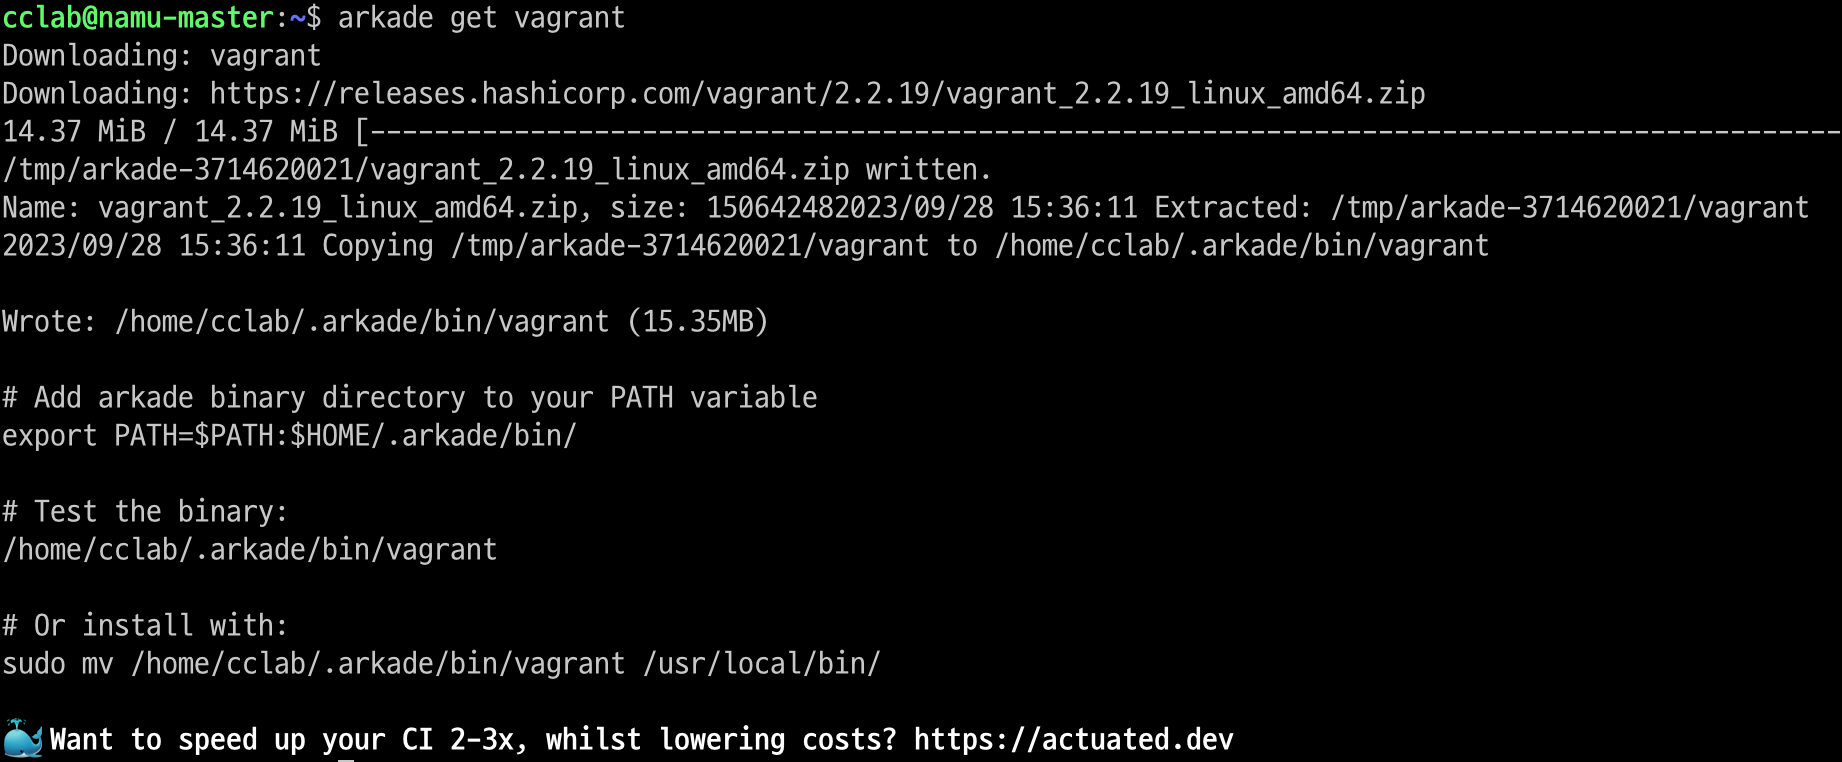 cclab@namu-master:~$ arkade get vagrant
Downloading: vagrant
Downloading: https://releases.hashicorp.com/vagrant/2.2.19/vagrant_2.2.19_linux_amd64.zip
14.37 MiB / 14.37 MiB [--------------------------------------------------------------------------------------------
/tmp/arkade-3714620021/vagrant_2.2.19_linux_amd64.zip written.
Name: vagrant_2.2.19_linux_amd64.zip, size: 150642482023/09/28 15:36:11 Extracted: /tmp/arkade-3714620021/vagrant
2023/09/28 15:36:11 Copying /tmp/arkade-3714620021/vagrant to /home/cclab/.arkade/bin/vagrant
Wrote: /home/cclab/.arkade/bin/vagrant (15.35MB)
# Add arkade binary directory to your PATH variable
export PATH=$PATH:$HOME/.arkade/bin/
# Test the binary:
/home/cclab/.arkade/bin/vagrant
# Or install with:
sudo mv /home/cclab/.arkade/bin/vagrant /usr/local/bin/
🐳 Want to speed up your CI 2-3x, whilst lowering costs? https://actuated.dev